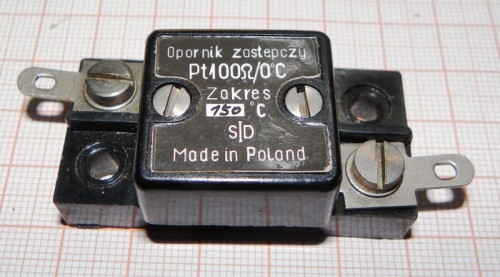 Opornik zastępczy
Pt100Ω/0°C
Zakres
150 °C
S|D
Made in Poland